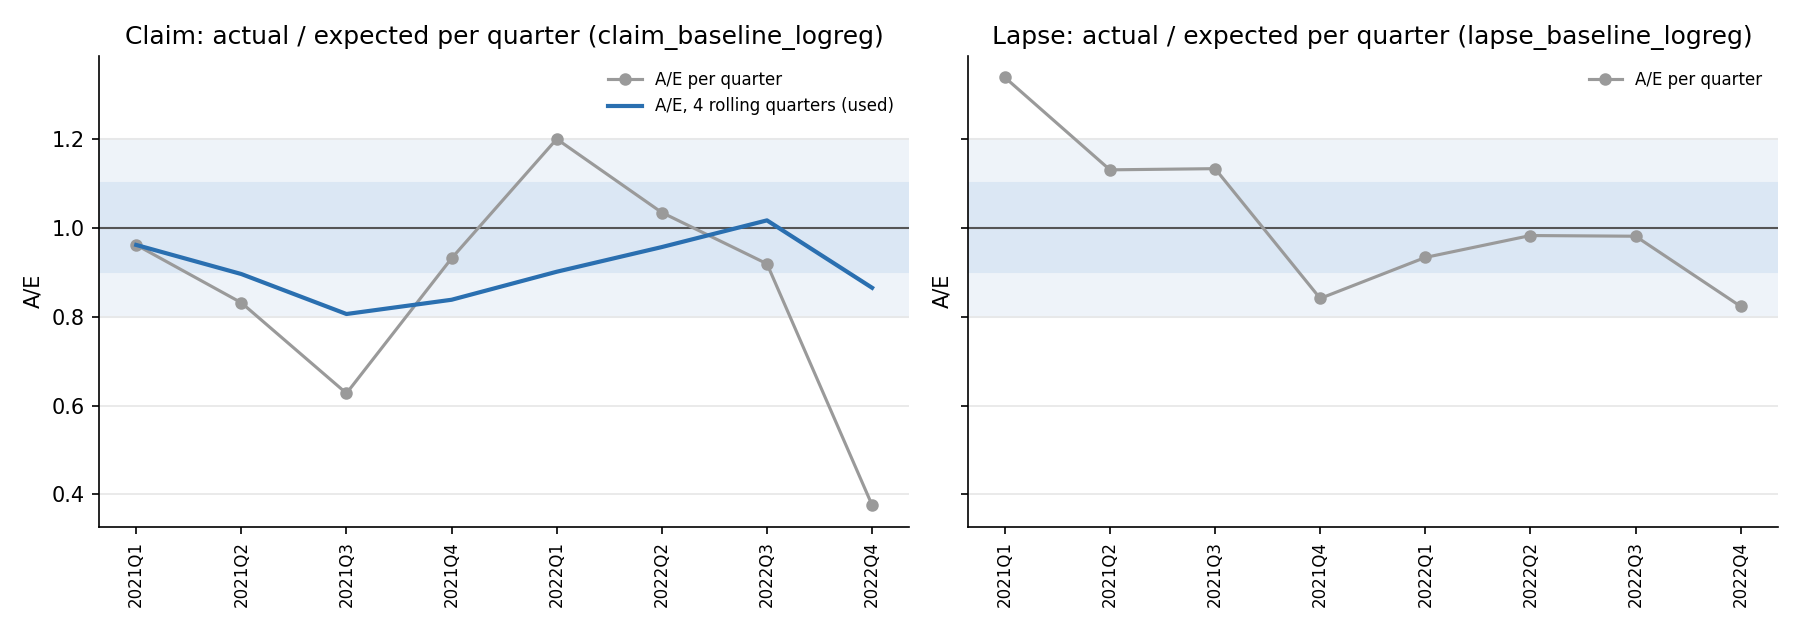 Claim: actual / expected per quarter (claim_baseline_logreg)
A/E per quarter
A/E, 4 rolling quarters (used)
A/E
1.2
1.0
0.8
0.6
0.4
2021Q1
2021Q2
2021Q3
2021Q4
2022Q1
2022Q2
2022Q3
2022Q4
Lapse: actual / expected per quarter (lapse_baseline_logreg)
A/E per quarter
A/E
2021Q1
2021Q2
2021Q3
2021Q4
2022Q1
2022Q2
2022Q3
2022Q4